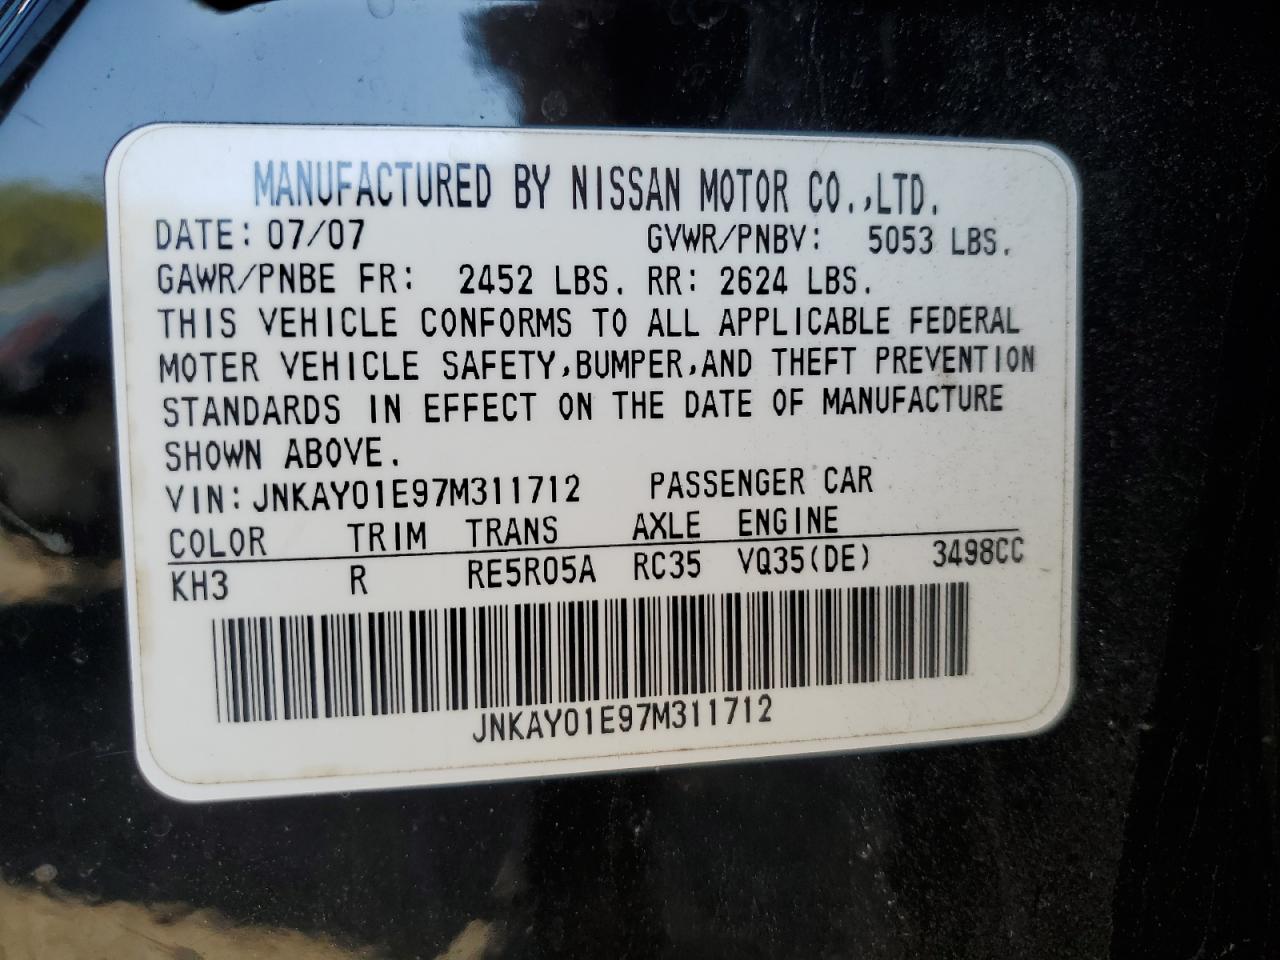 MANUFACTURED BY NISSAN MOTOR CO.,LTD.
DATE: 07/07 GVWR/PNBV: 5053 LBS.
GAWR/PNBE FR: 2452 LBS. RR: 2624 LBS.
THIS VEHICLE CONFORMS TO ALL APPLICABLE FEDERAL
MOTER VEHICLE SAFETY,BUMPER,AND THEFT PREVENTION
STANDARDS IN EFFECT ON THE DATE OF MANUFACTURE
SHOWN ABOVE.
VIN: JNKAY01E97M311712 PASSENGER CAR
COLOR TRIM TRANS AXLE ENGINE
KH3 R RE5R05A RC35 VQ35(DE) 3498CC
JNKAY01E97M311712